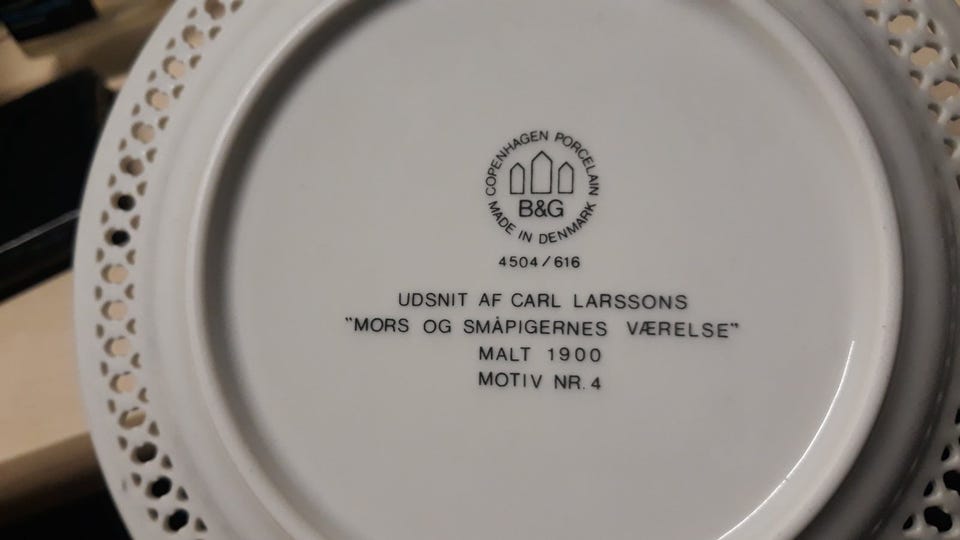 COPENHAGEN PORCELAIN
B&G
MADE IN DENMARK
4504/616
UDSNIT AF CARL LARSSONS
"MORS OG SMÅPIGERNES VÆRELSE"
MALT 1900
MOTIV NR. 4